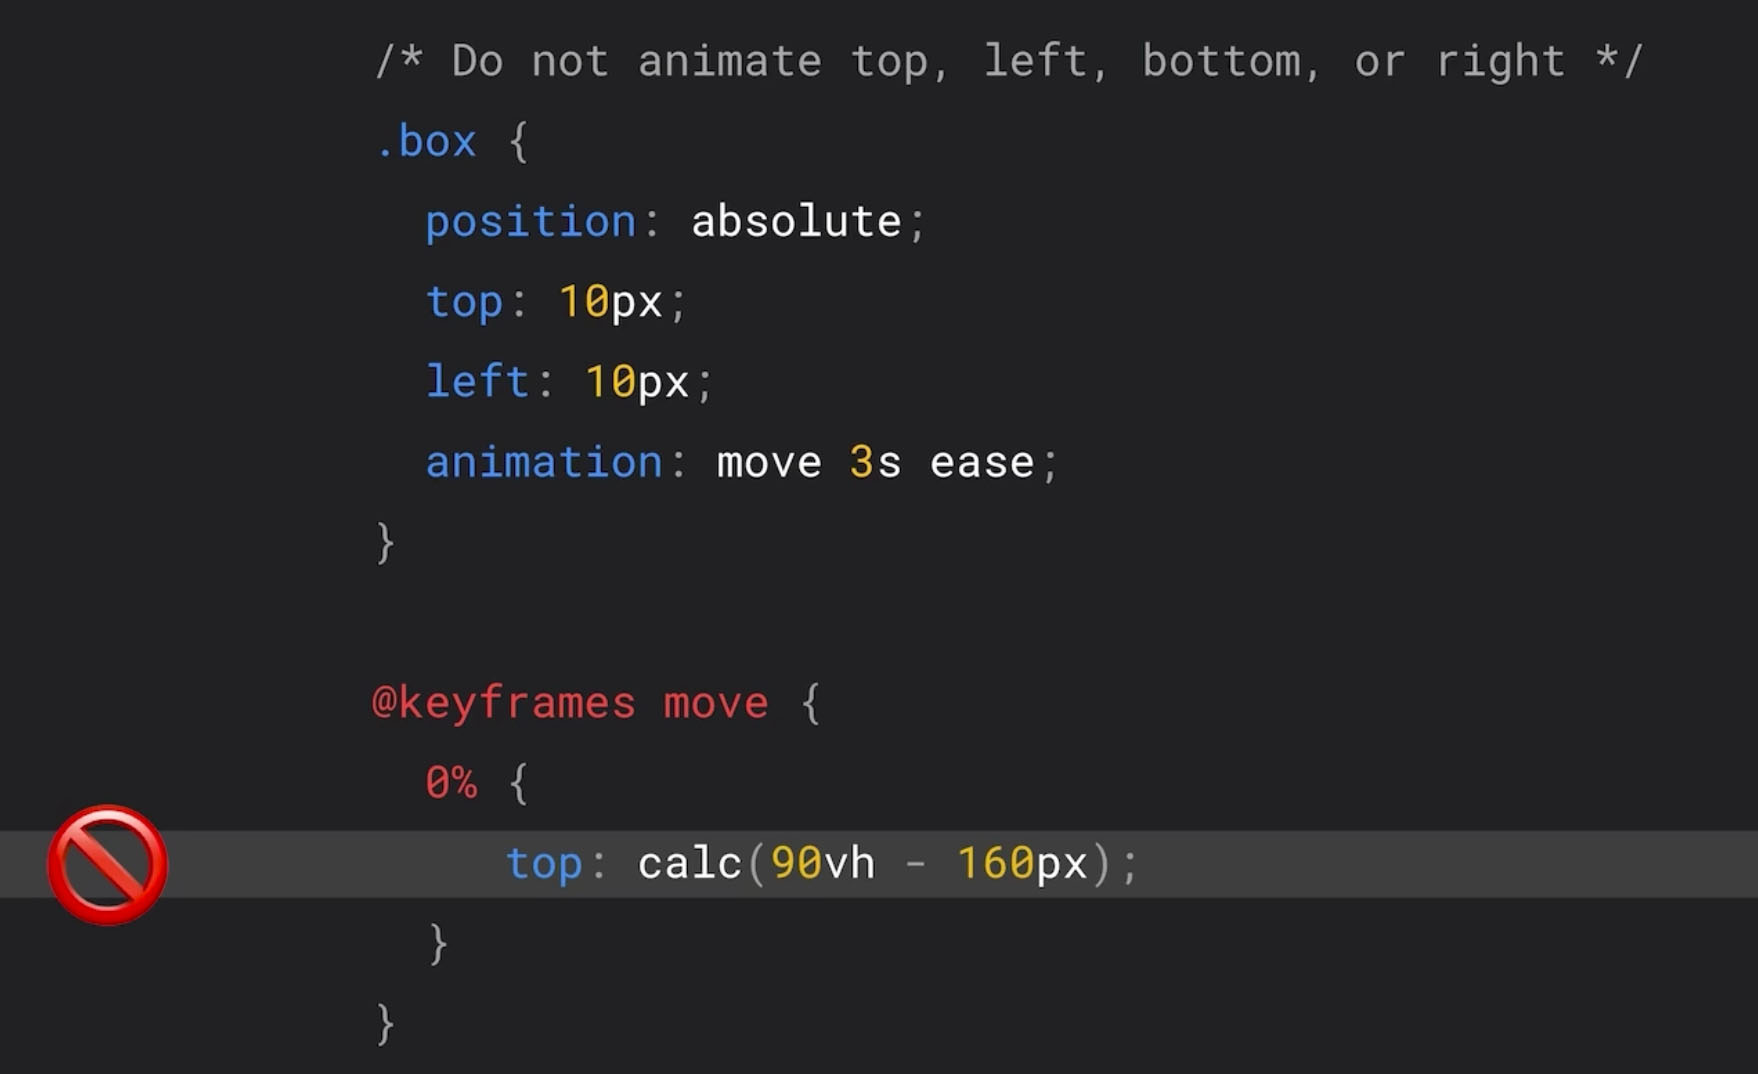 /* Do not animate top, left, bottom, or right */
.box {
  position: absolute;
  top: 10px;
  left: 10px;
  animation: move 3s ease;
}

@keyframes move {
  0% {
     top: calc(90vh - 160px);
  }
}